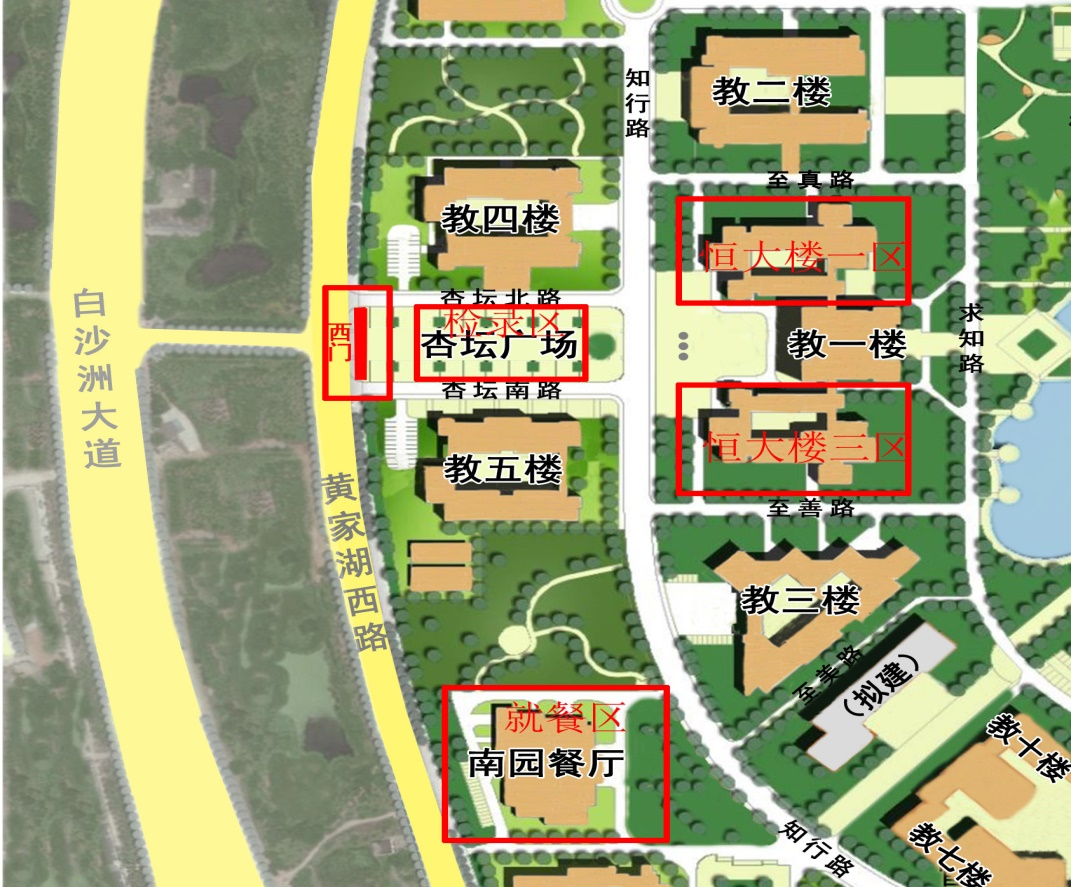 知行路
教二楼
至真路
教四楼
恒大楼一区
杏坛北路
检录区
白沙洲大道
西门
杏坛广场
教一楼
求知路
杏坛南路
恒大楼三区
教五楼
黄家湖西路
至善路
教三楼
至美路
（拟建）
就餐区
南园餐厅
教十楼
知行路
教七楼